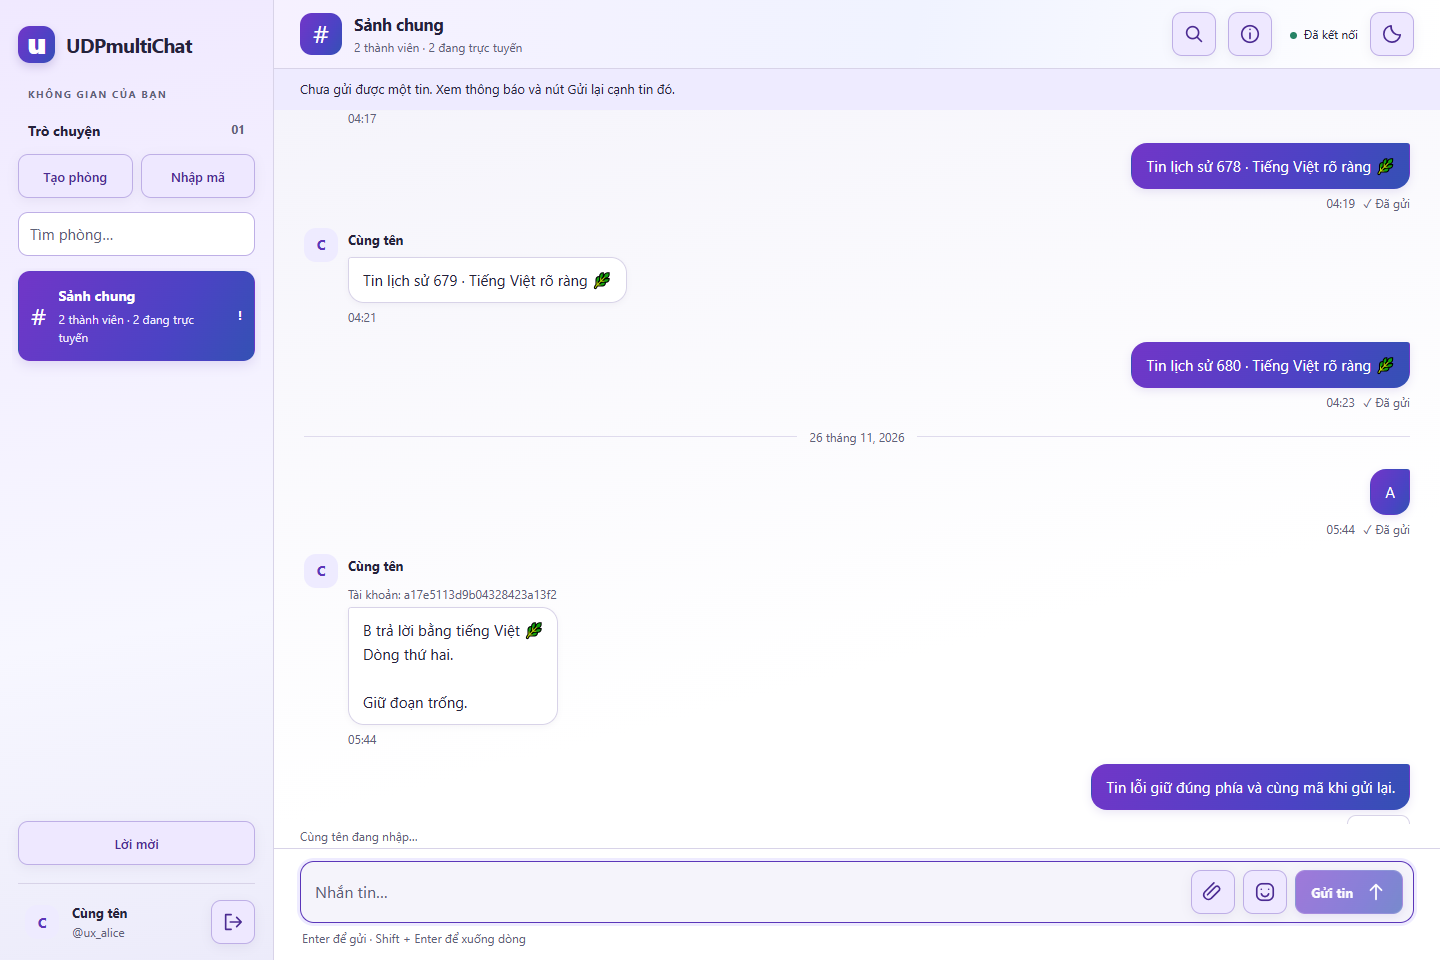 u UDPmultiChat
KHÔNG GIAN CỦA BẠN
Trò chuyện 01
Tạo phòng Nhập mã
Tìm phòng...
# Sảnh chung
2 thành viên · 2 đang trực
tuyến
!
Lời mời
C Cùng tên
@ux_alice
# Sảnh chung
2 thành viên · 2 đang trực tuyến
Đã kết nối
Chưa gửi được một tin. Xem thông báo và nút Gửi lại cạnh tin đó.
04:17
Tin lịch sử 678 · Tiếng Việt rõ ràng 🌿
04:19 ✓ Đã gửi
C Cùng tên
Tin lịch sử 679 · Tiếng Việt rõ ràng 🌿
04:21
Tin lịch sử 680 · Tiếng Việt rõ ràng 🌿
04:23 ✓ Đã gửi
26 tháng 11, 2026
A
05:44 ✓ Đã gửi
C Cùng tên
Tài khoản: a17e5113d9b04328423a13f2
B trả lời bằng tiếng Việt 🌿
Dòng thứ hai.
Giữ đoạn trống.
05:44
Tin lỗi giữ đúng phía và cùng mã khi gửi lại.
Cùng tên đang nhập...
Nhắn tin...
Gửi tin
Enter để gửi · Shift + Enter để xuống dòng